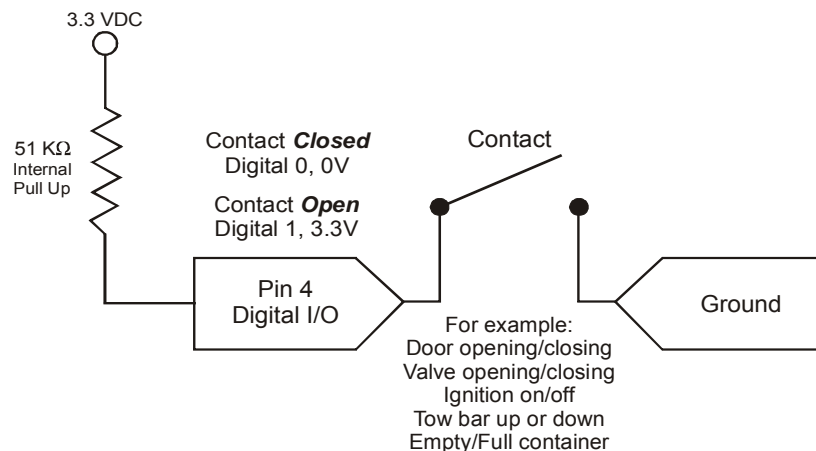 3.3 VDC
51 KΩ
Internal
Pull Up
Contact Closed
Digital 0, 0V
Contact Open
Digital 1, 3.3V
Contact
Pin 4
Digital I/O
Ground
For example:
Door opening/closing
Valve opening/closing
Ignition on/off
Tow bar up or down
Empty/Full container